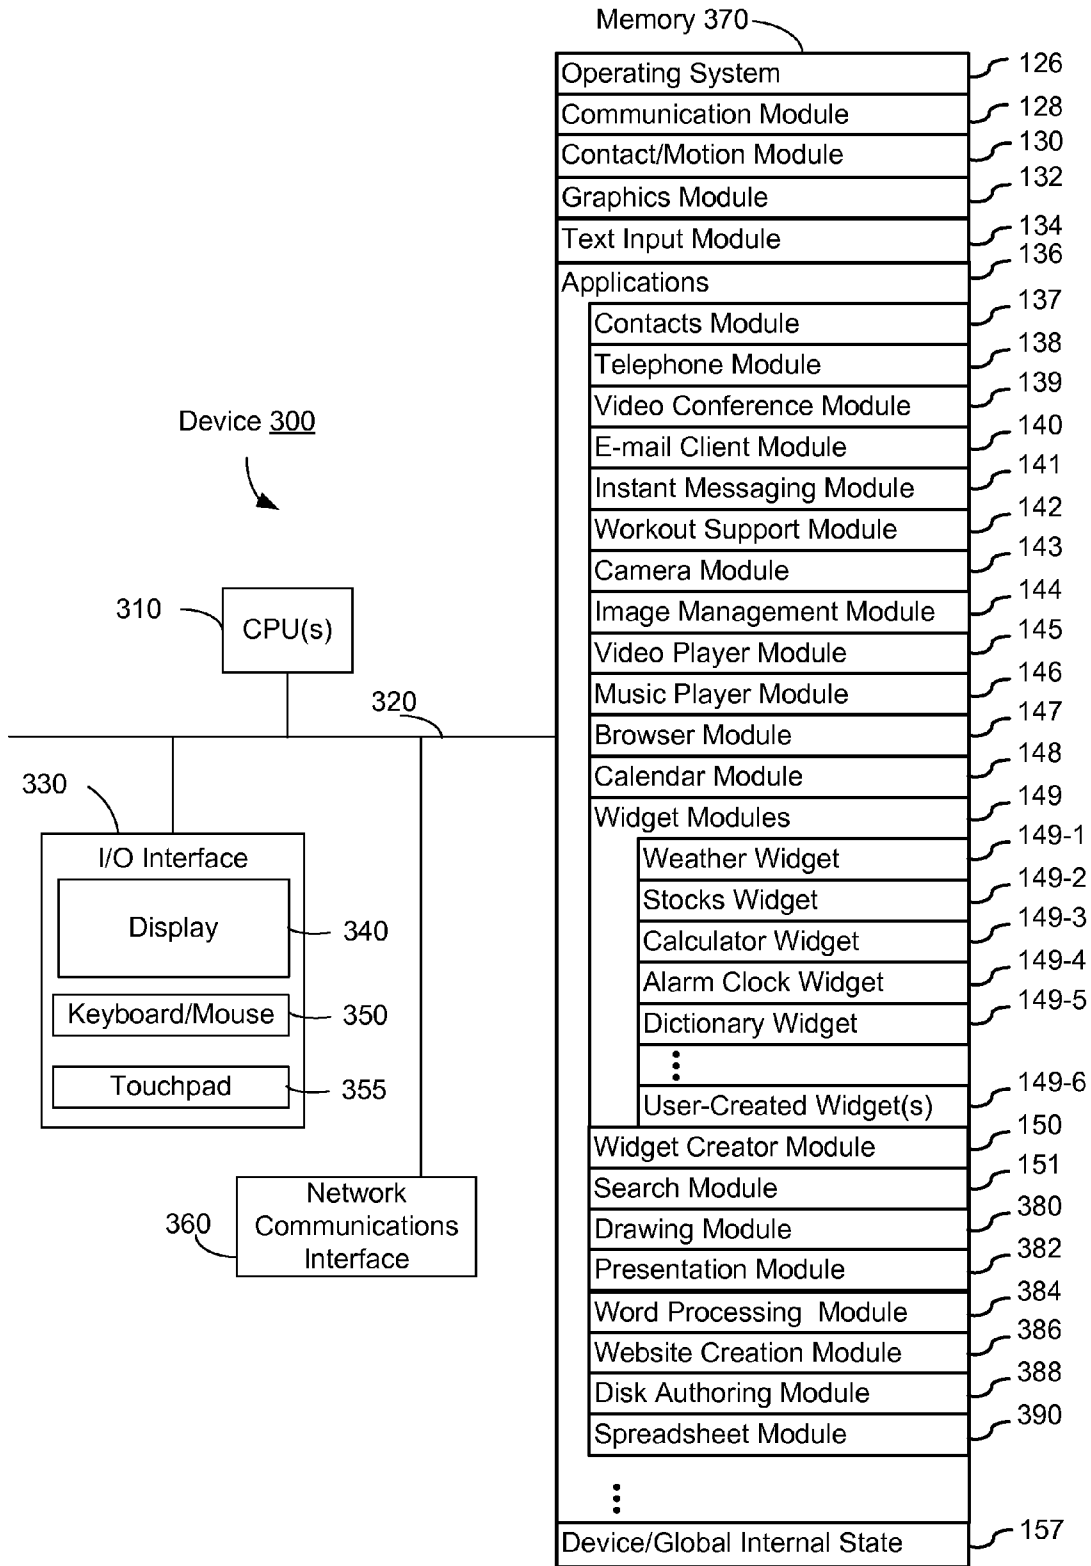 Memory 370
Operating System 126
Communication Module 128
Contact/Motion Module 130
Graphics Module 132
Text Input Module 134
Applications 136
Contacts Module 137
Telephone Module 138
Video Conference Module 139
E-mail Client Module 140
Instant Messaging Module 141
Workout Support Module 142
Camera Module 143
Image Management Module 144
Video Player Module 145
Music Player Module 146
Browser Module 147
Calendar Module 148
Widget Modules 149
Weather Widget 149-1
Stocks Widget 149-2
Calculator Widget 149-3
Alarm Clock Widget 149-4
Dictionary Widget 149-5
User-Created Widget(s) 149-6
Widget Creator Module 150
Search Module 151
Drawing Module 380
Presentation Module 382
Word Processing Module 384
Website Creation Module 386
Disk Authoring Module 388
Spreadsheet Module 390
Device/Global Internal State 157
Device 300
310
CPU(s)
320
330
I/O Interface
Display 340
Keyboard/Mouse 350
Touchpad 355
360
Network
Communications
Interface